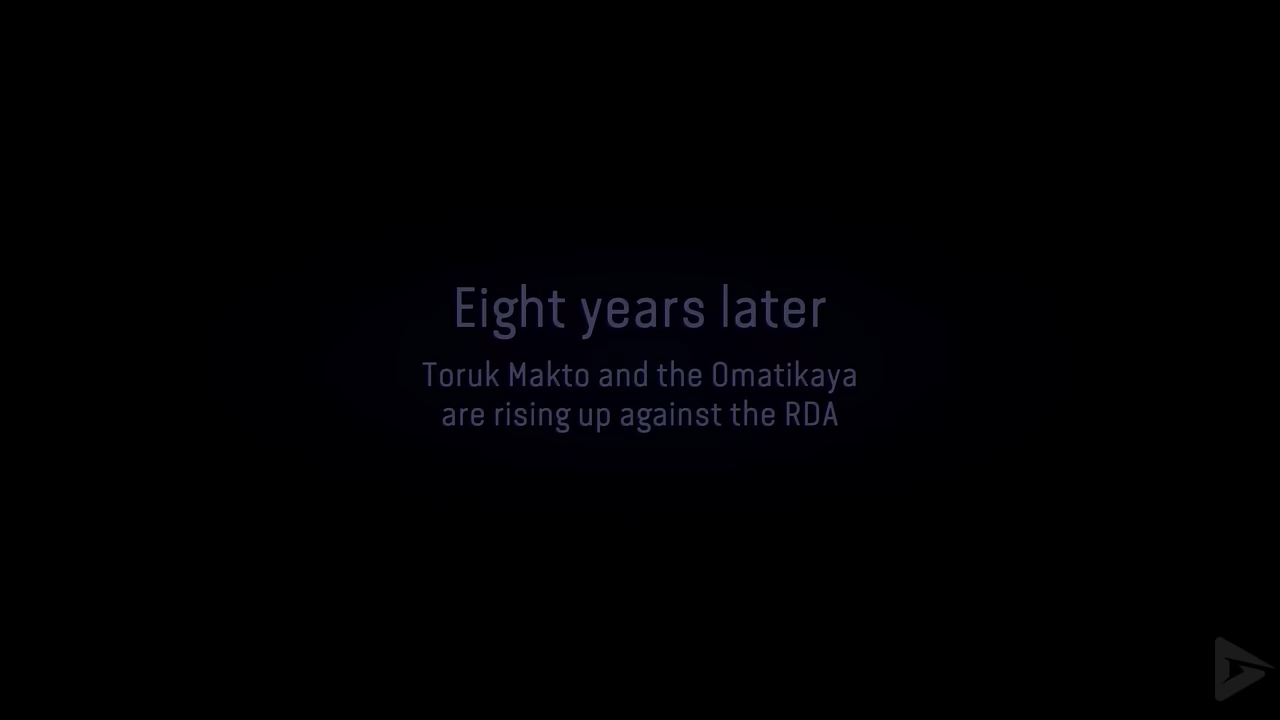 Eight years later
Toruk Makto and the Omatikaya
are rising up against the RDA